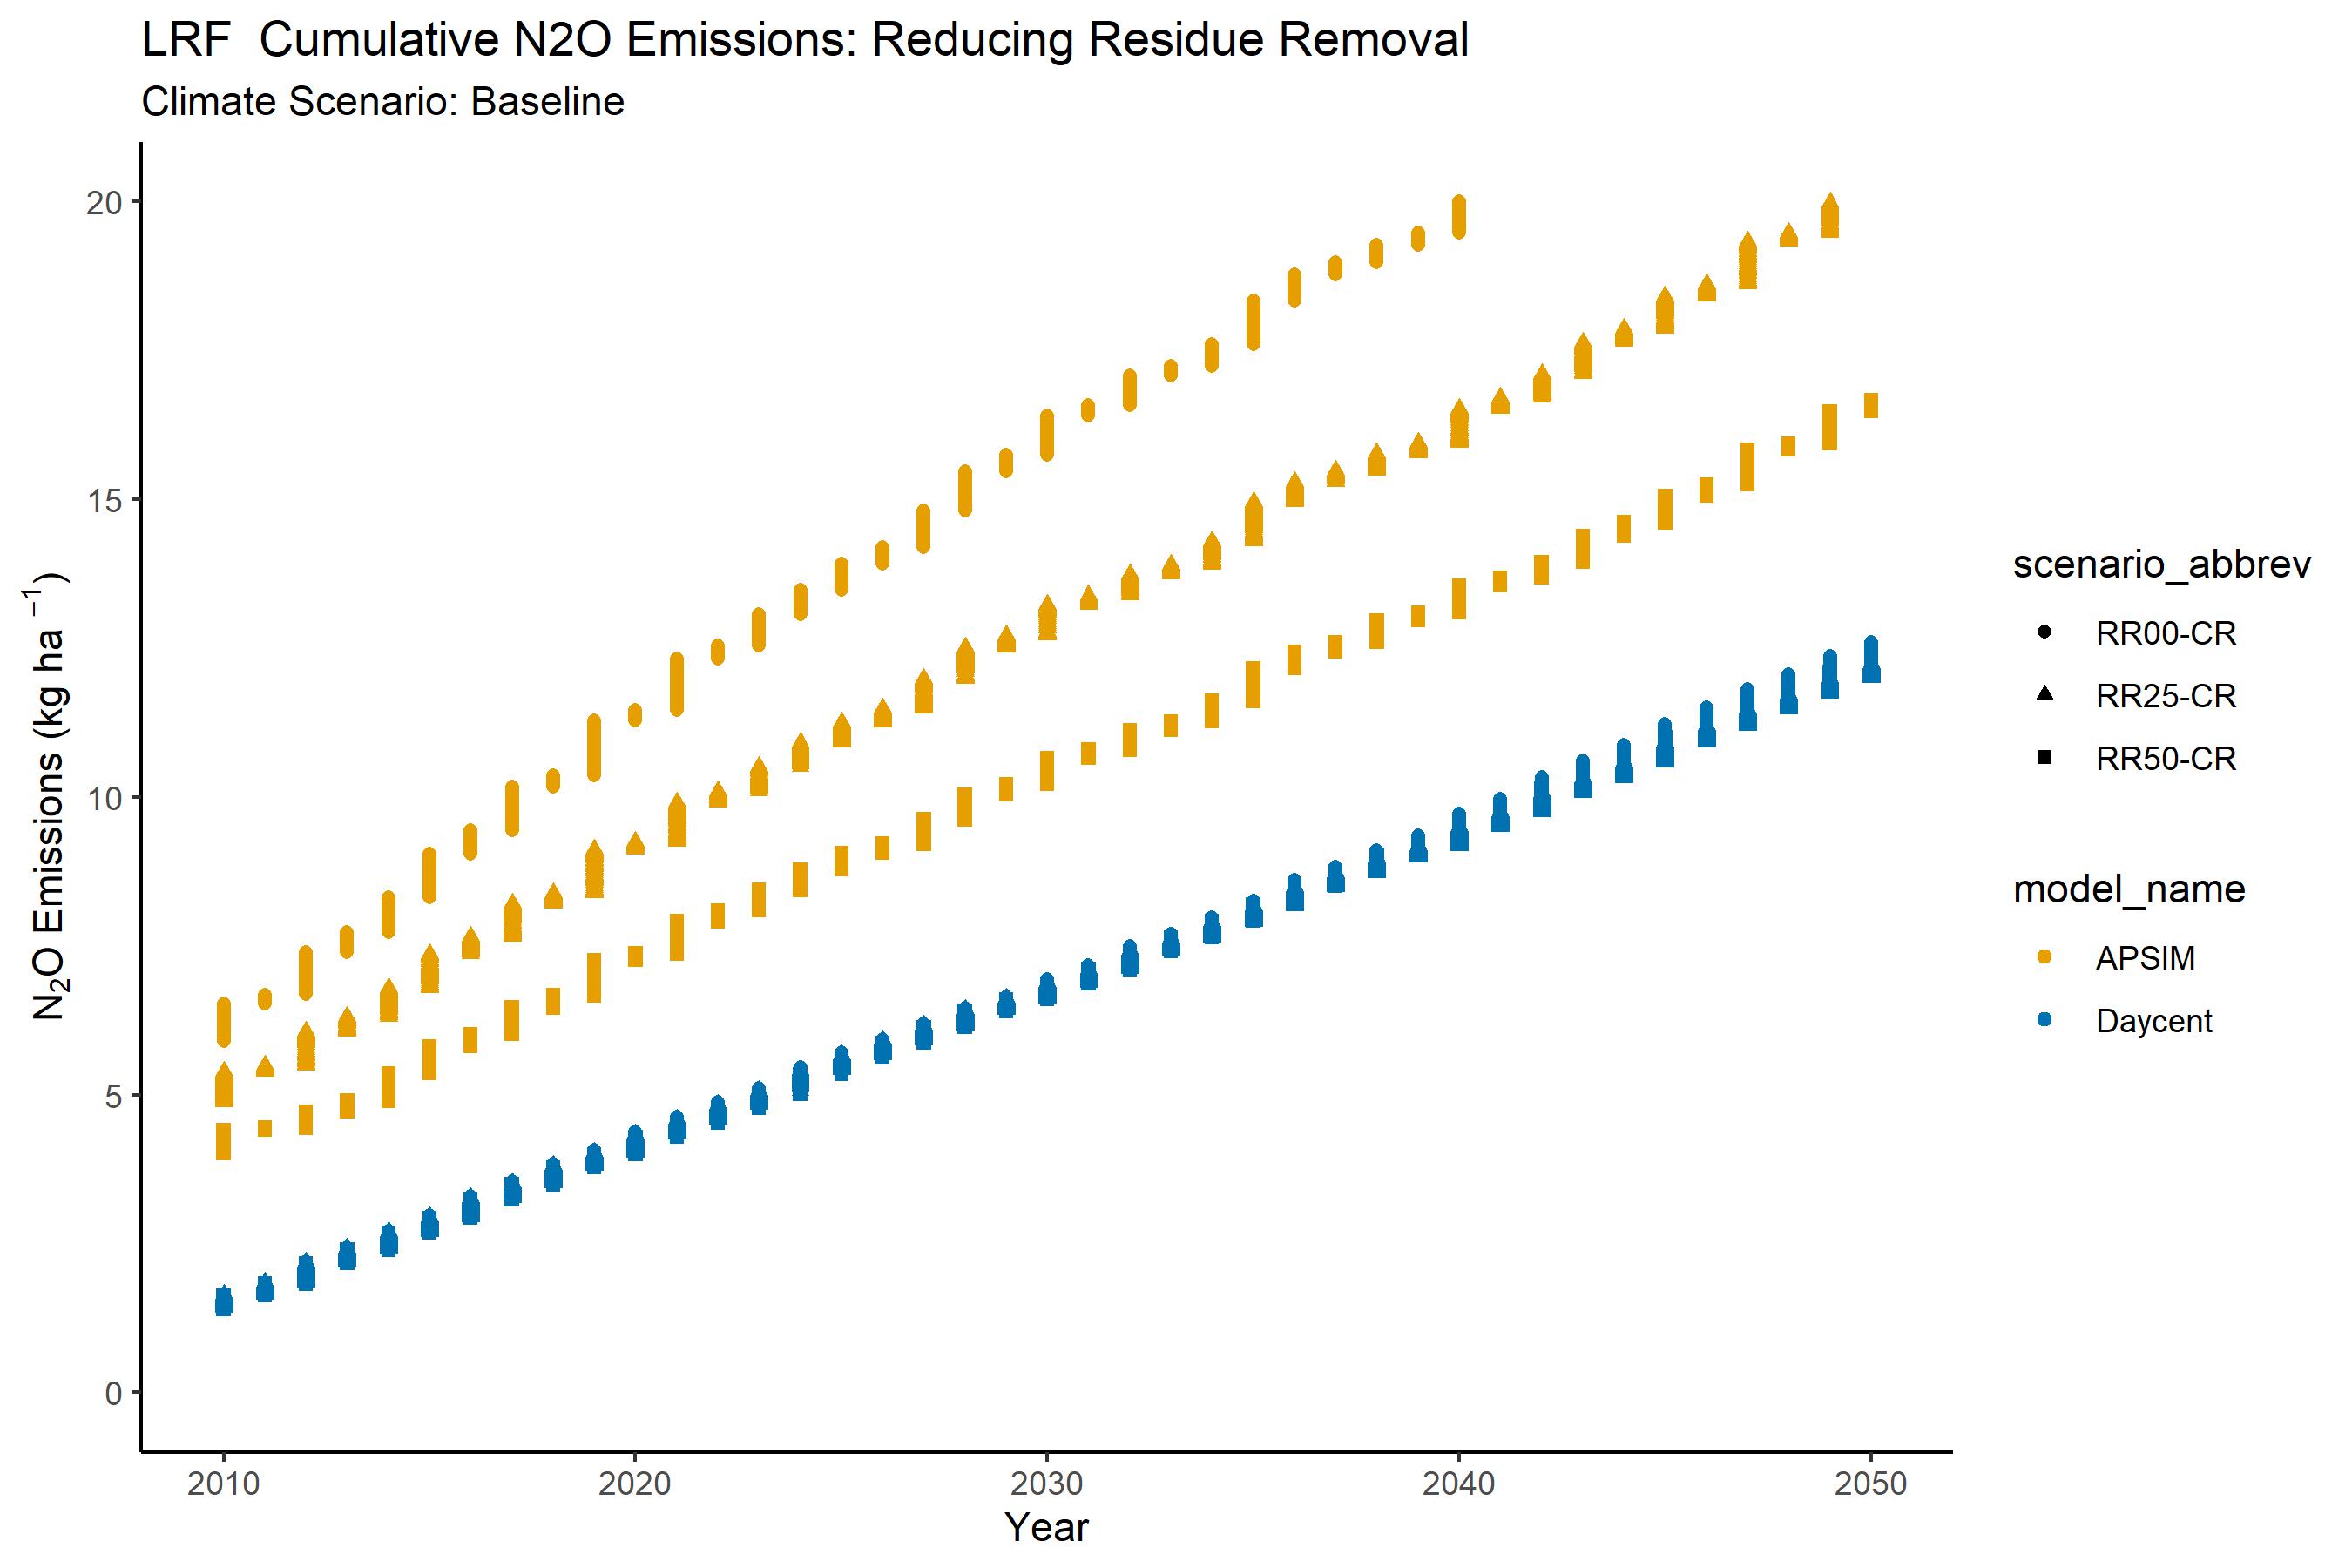 LRF  Cumulative N2O Emissions: Reducing Residue Removal
Climate Scenario: Baseline
N₂O Emissions (kg ha ⁻¹)
20
15
10
5
0
2010 2020 2030 2040 2050
Year
scenario_abbrev
RR00-CR
RR25-CR
RR50-CR
model_name
APSIM
Daycent